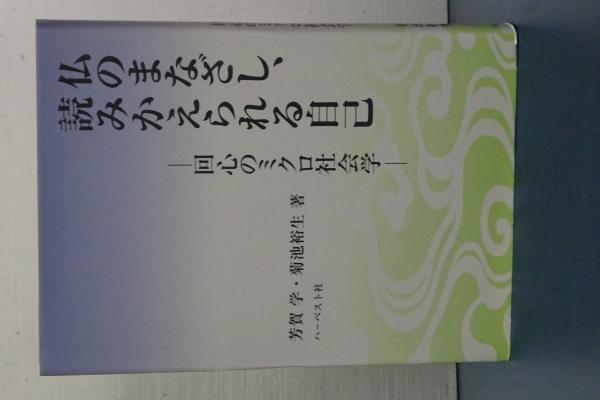 仏のまなざし、
読みかえられる自己
―回心のミクロ社会学―
芳賀 学・菊池裕生 著
ハーベスト社